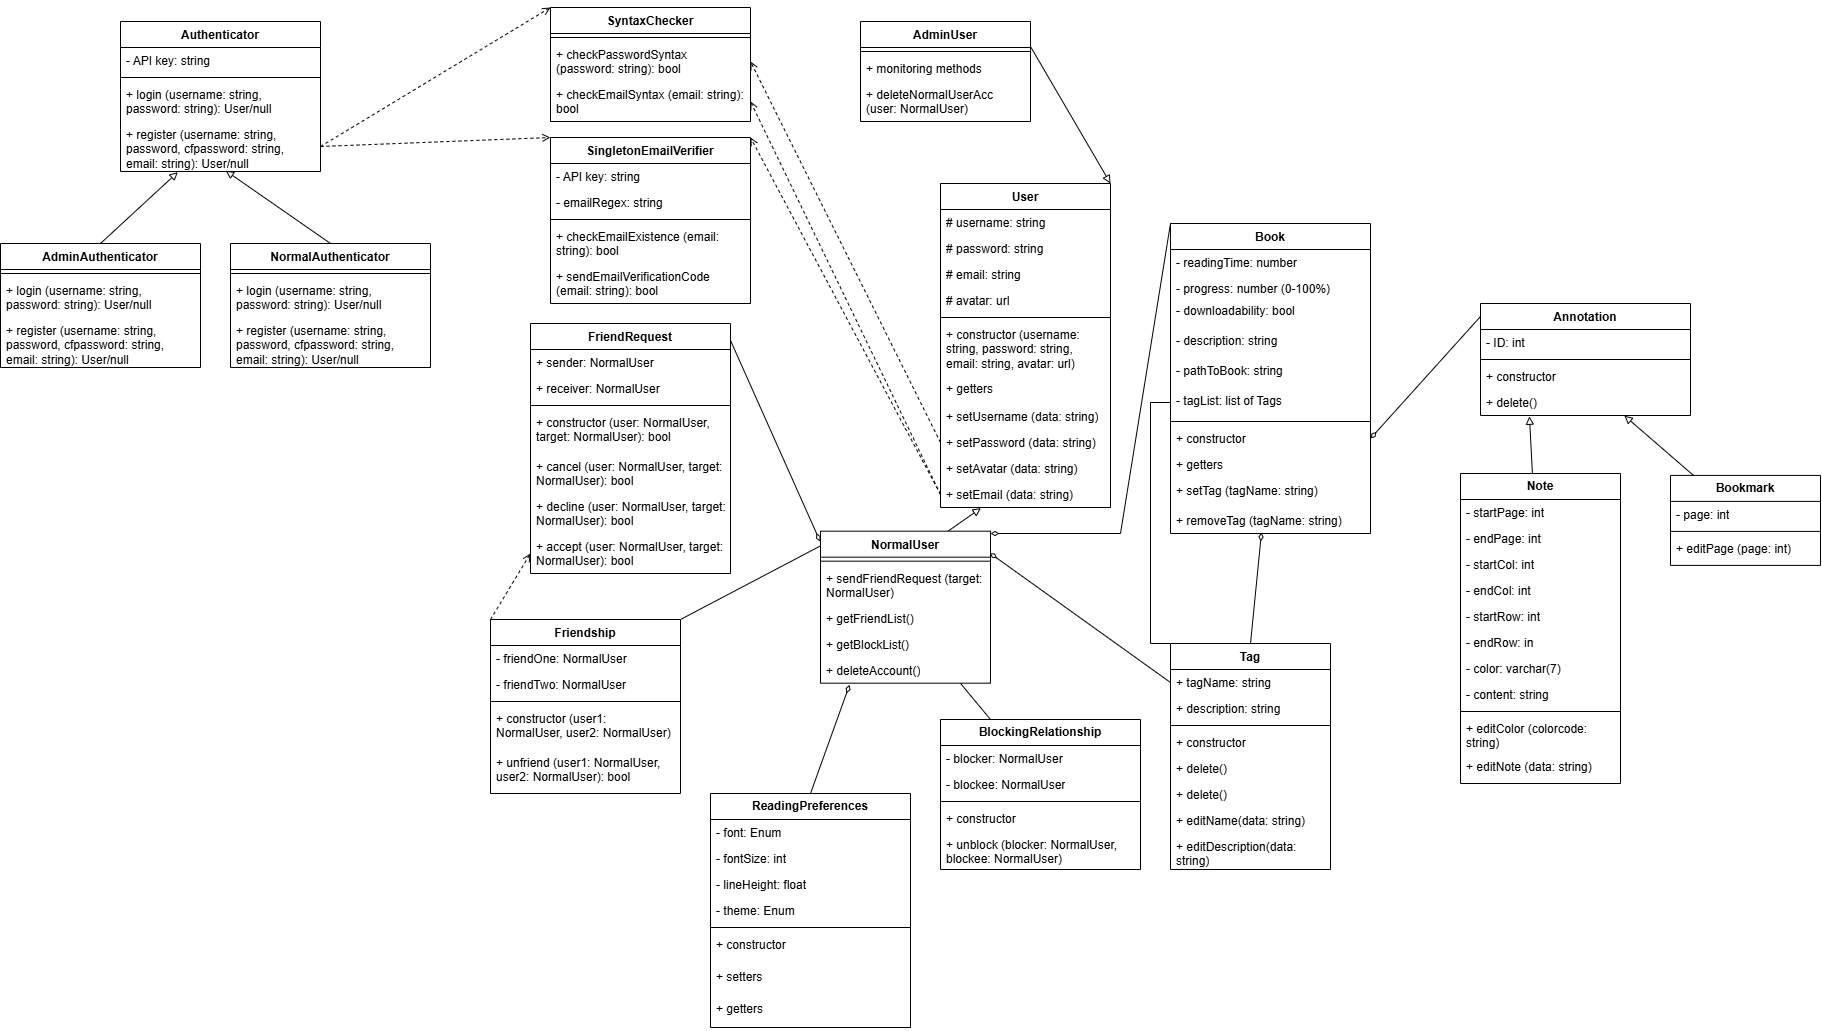 Authenticator
- API key: string
+ login (username: string,
password: string): User/null
+ register (username: string,
password, cfpassword: string,
email: string): User/null
AdminAuthenticator
+ login (username: string,
password: string): User/null
+ register (username: string,
password, cfpassword: string,
email: string): User/null
NormalAuthenticator
+ login (username: string,
password: string): User/null
+ register (username: string,
password, cfpassword: string,
email: string): User/null
SyntaxChecker
+ checkPasswordSyntax
(password: string): bool
+ checkEmailSyntax (email: string):
bool
SingletonEmailVerifier
- API key: string
- emailRegex: string
+ checkEmailExistence (email:
string): bool
+ sendEmailVerificationCode
(email: string): bool
AdminUser
+ monitoring methods
+ deleteNormalUserAcc
(user: NormalUser)
User
# username: string
# password: string
# email: string
# avatar: url
+ constructor (username:
string, password: string,
email: string, avatar: url)
+ getters
+ setUsername (data: string)
+ setPassword (data: string)
+ setAvatar (data: string)
+ setEmail (data: string)
FriendRequest
+ sender: NormalUser
+ receiver: NormalUser
+ constructor (user: NormalUser,
target: NormalUser): bool
+ cancel (user: NormalUser, target:
NormalUser): bool
+ decline (user: NormalUser, target:
NormalUser): bool
+ accept (user: NormalUser, target:
NormalUser): bool
Friendship
- friendOne: NormalUser
- friendTwo: NormalUser
+ constructor (user1:
NormalUser, user2: NormalUser)
+ unfriend (user1: NormalUser,
user2: NormalUser): bool
NormalUser
+ sendFriendRequest (target:
NormalUser)
+ getFriendList()
+ getBlockList()
+ deleteAccount()
ReadingPreferences
- font: Enum
- fontSize: int
- lineHeight: float
- theme: Enum
+ constructor
+ setters
+ getters
BlockingRelationship
- blocker: NormalUser
- blockee: NormalUser
+ constructor
+ unblock (blocker: NormalUser,
blockee: NormalUser)
Book
- readingTime: number
- progress: number (0-100%)
- downloadability: bool
- description: string
- pathToBook: string
- tagList: list of Tags
+ constructor
+ getters
+ setTag (tagName: string)
+ removeTag (tagName: string)
Tag
+ tagName: string
+ description: string
+ constructor
+ delete()
+ delete()
+ editName(data: string)
+ editDescription(data:
string)
Annotation
- ID: int
+ constructor
+ delete()
Note
- startPage: int
- endPage: int
- startCol: int
- endCol: int
- startRow: int
- endRow: in
- color: varchar(7)
- content: string
+ editColor (colorcode:
string)
+ editNote (data: string)
Bookmark
- page: int
+ editPage (page: int)